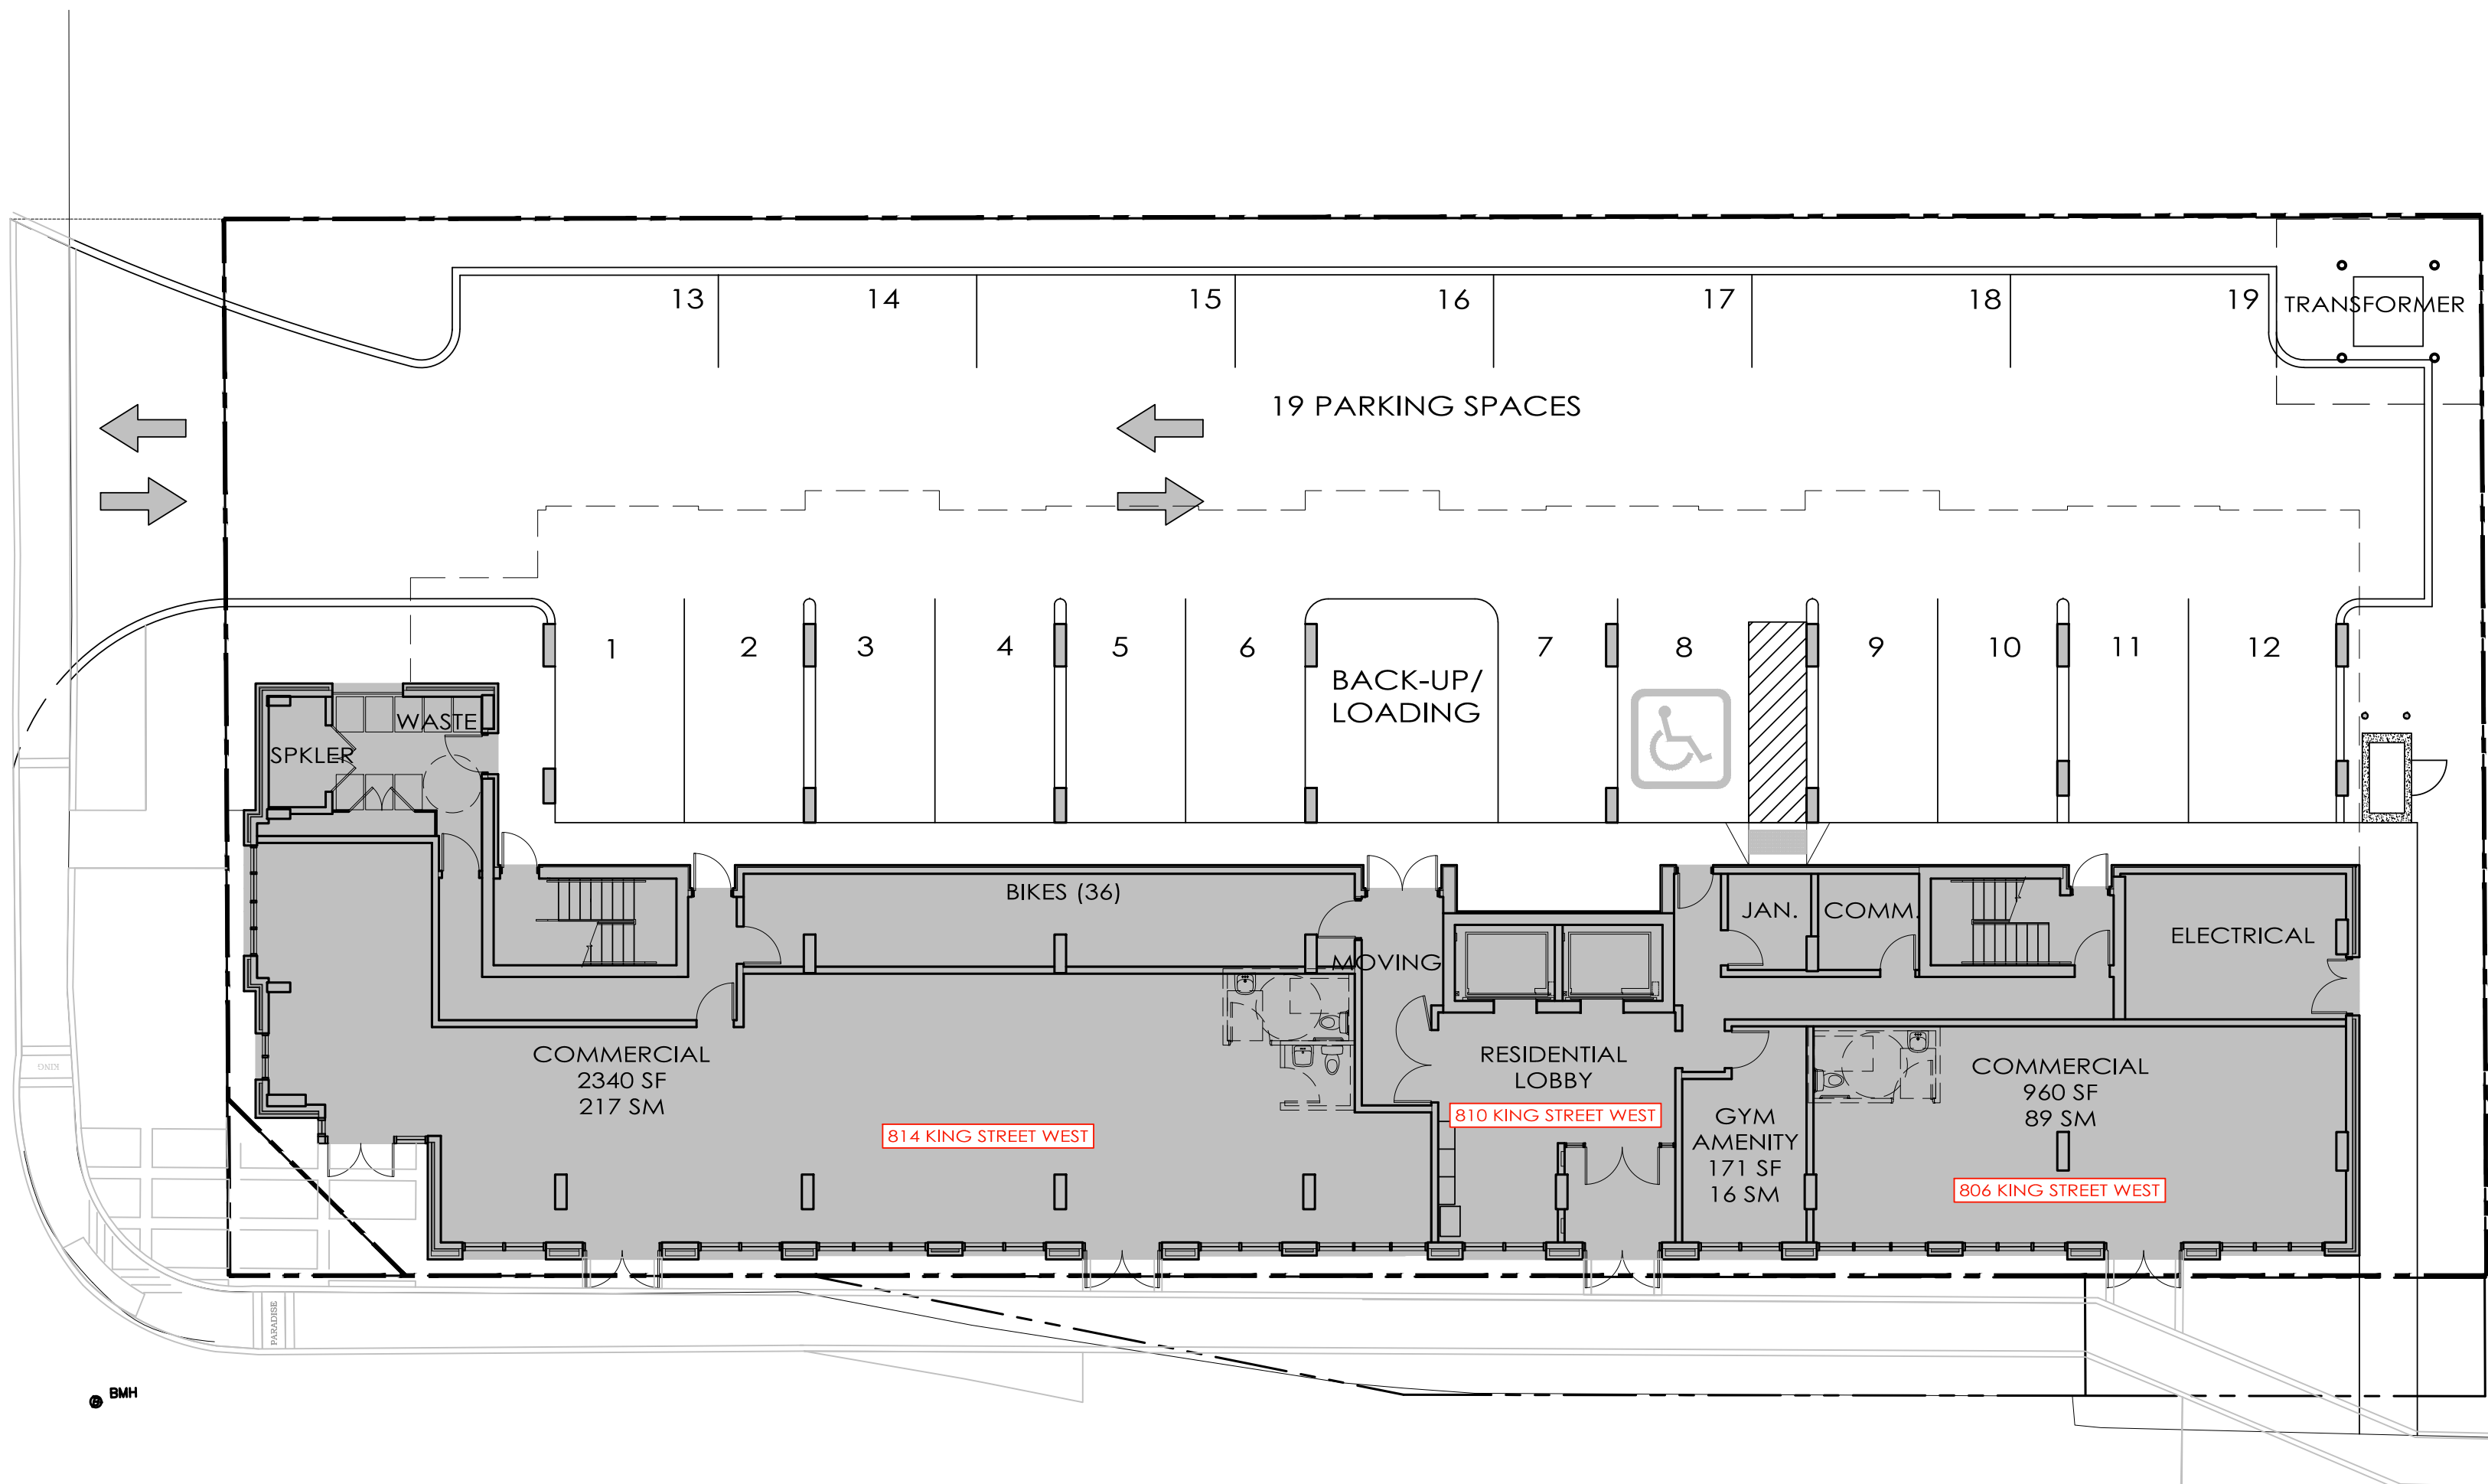 13
14
15
16
17
18
19
TRANSFORMER
19 PARKING SPACES
1
2
3
4
5
6
BACK-UP/
LOADING
7
8
9
10
11
12
WASTE
SPKLER
BIKES (36)
MOVING
JAN.
COMM.
ELECTRICAL
COMMERCIAL
2340 SF
217 SM
814 KING STREET WEST
RESIDENTIAL
LOBBY
810 KING STREET WEST
GYM
AMENITY
171 SF
16 SM
COMMERCIAL
960 SF
89 SM
806 KING STREET WEST
KING
PARADISE
BMH